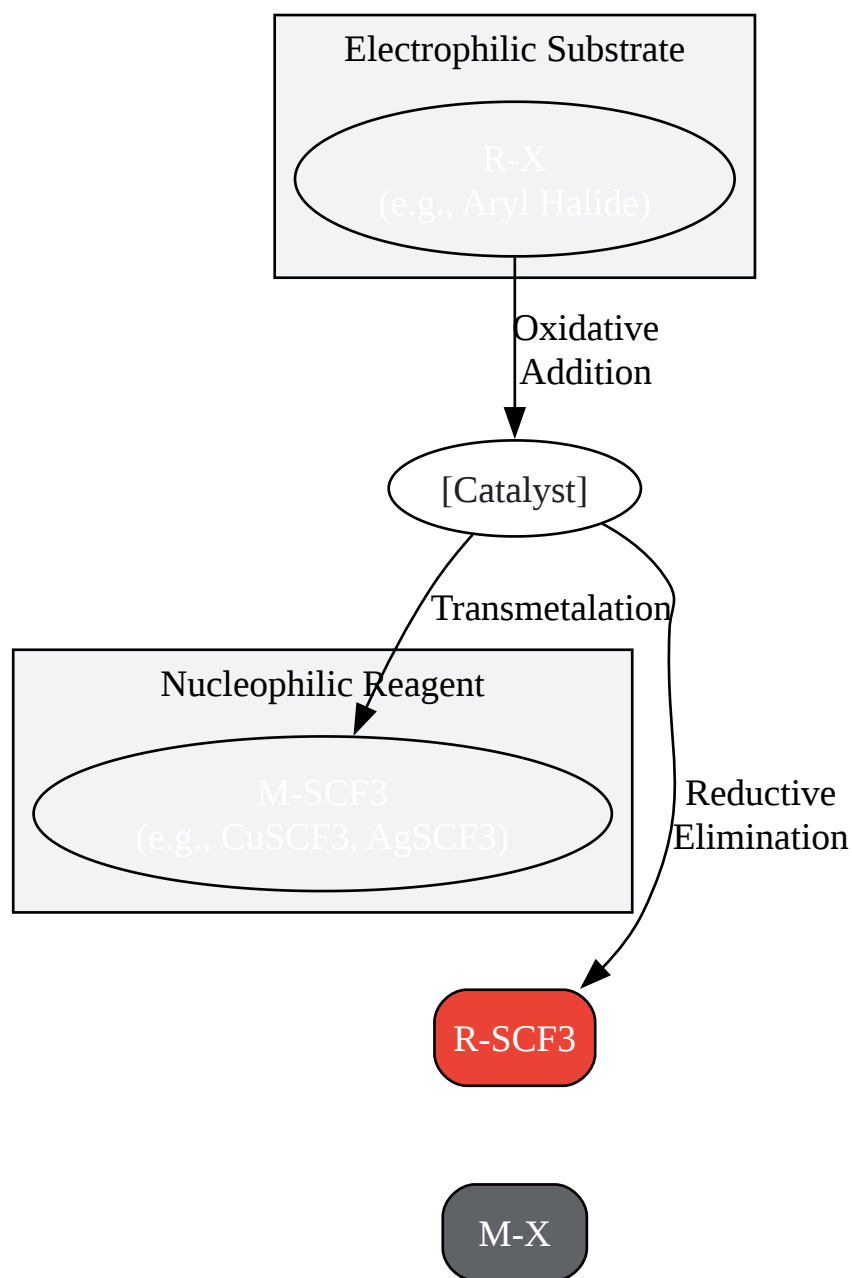 Electrophilic Substrate
R-X
(e.g., Aryl Halide)
Oxidative
Addition
[Catalyst]
Transmetalation
Nucleophilic Reagent
M-SCF3
(e.g., CuSCF3, AgSCF3)
Reductive
Elimination
R-SCF3
M-X